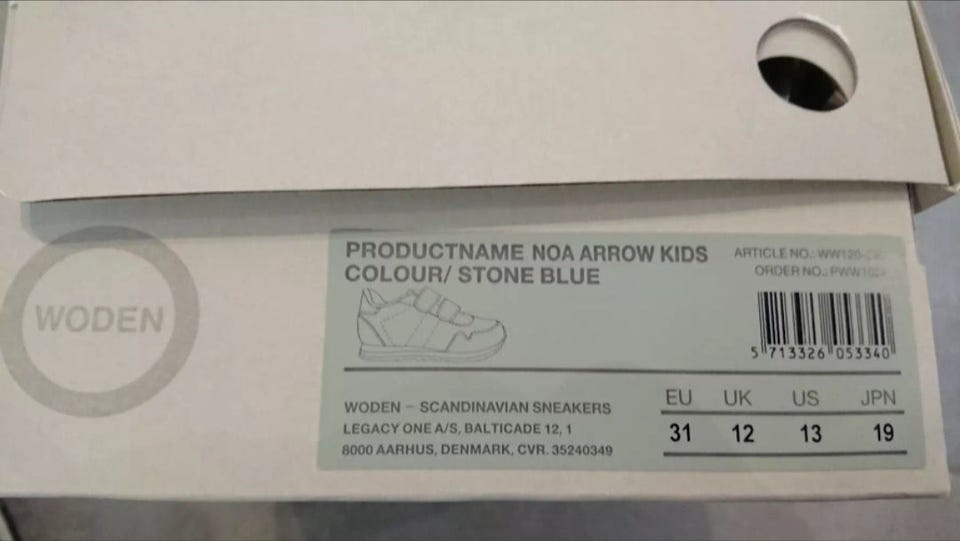 WODEN
PRODUCTNAME NOA ARROW KIDS
COLOUR/ STONE BLUE
ARTICLE NO.:
ORDER NO.:
5 713326 053340
WODEN – SCANDINAVIAN SNEAKERS
LEGACY ONE A/S, BALTICADE 12, 1
8000 AARHUS, DENMARK, CVR. 35240349
EU UK US JPN
31 12 13 19